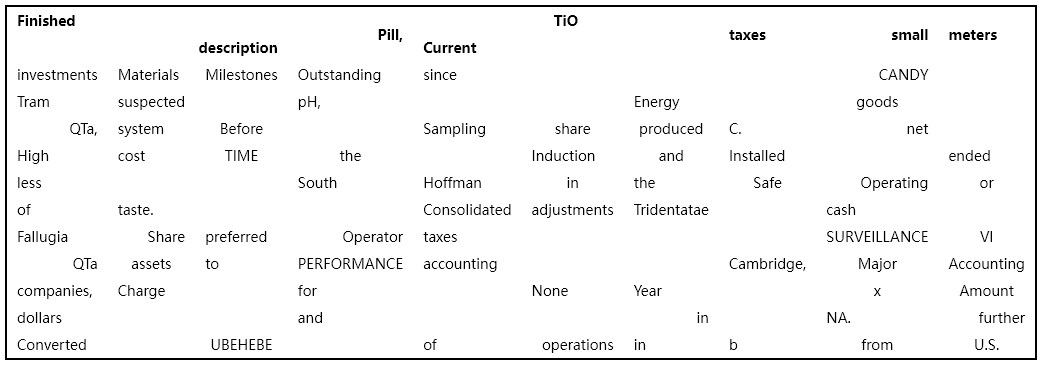 Finished description Pill, Current TiO taxes small meters
investments Materials Milestones Outstanding since CANDY
Tram suspected pH, Energy goods
QTa, system Before Sampling share produced C. net
High cost TIME the Induction and Installed ended
less South Hoffman in the Safe Operating or
of taste. Consolidated adjustments Tridentatae cash
Fallugia Share preferred Operator taxes SURVEILLANCE VI
QTa assets to PERFORMANCE accounting Cambridge, Major Accounting
companies, Charge for None Year x Amount
dollars and in NA. further
Converted UBEHEBE of operations in b from U.S.